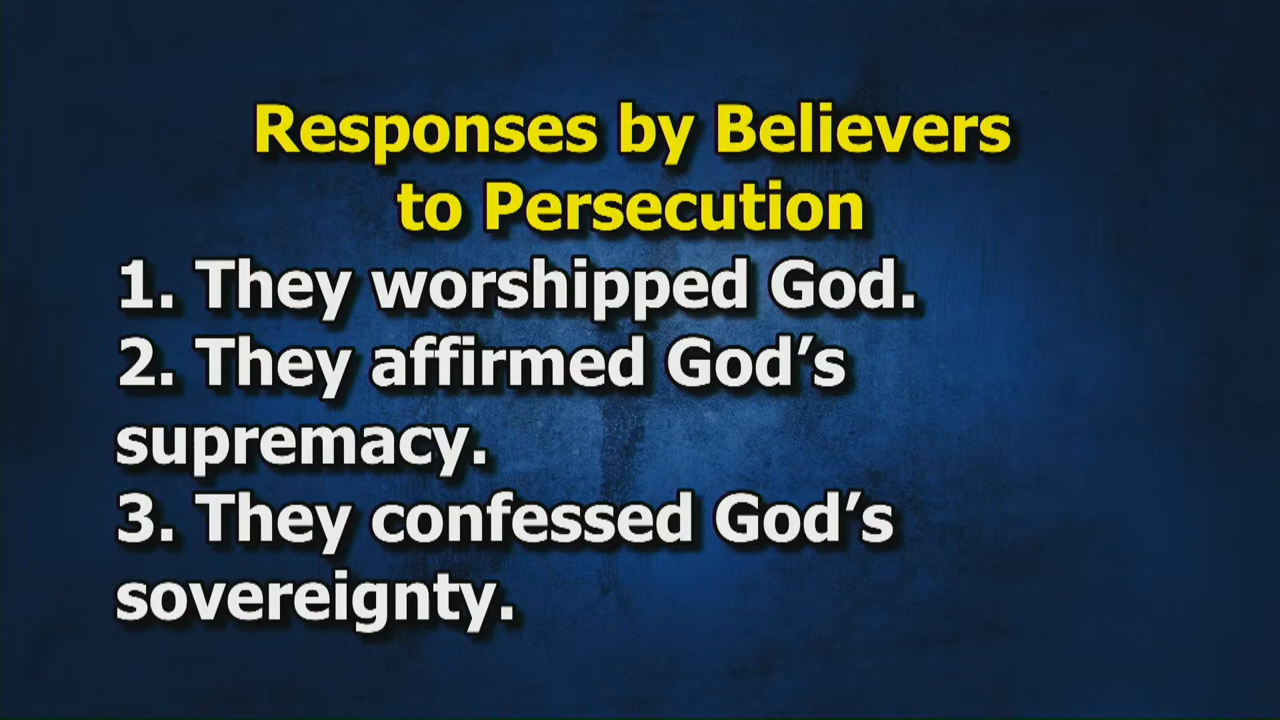 Responses by Believers
to Persecution
1. They worshipped God.
2. They affirmed God’s
supremacy.
3. They confessed God’s
sovereignty.